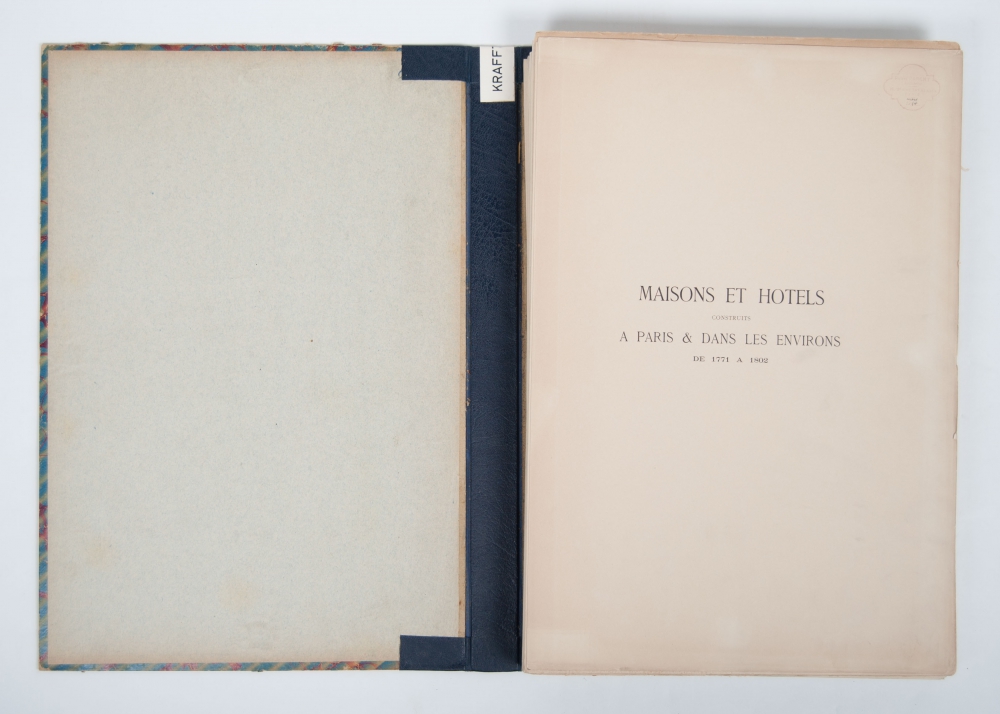 KRAFFT
MAISONS ET HOTELS
CONSTRUITS
A PARIS & DANS LES ENVIRONS
DE 1771 A 1802